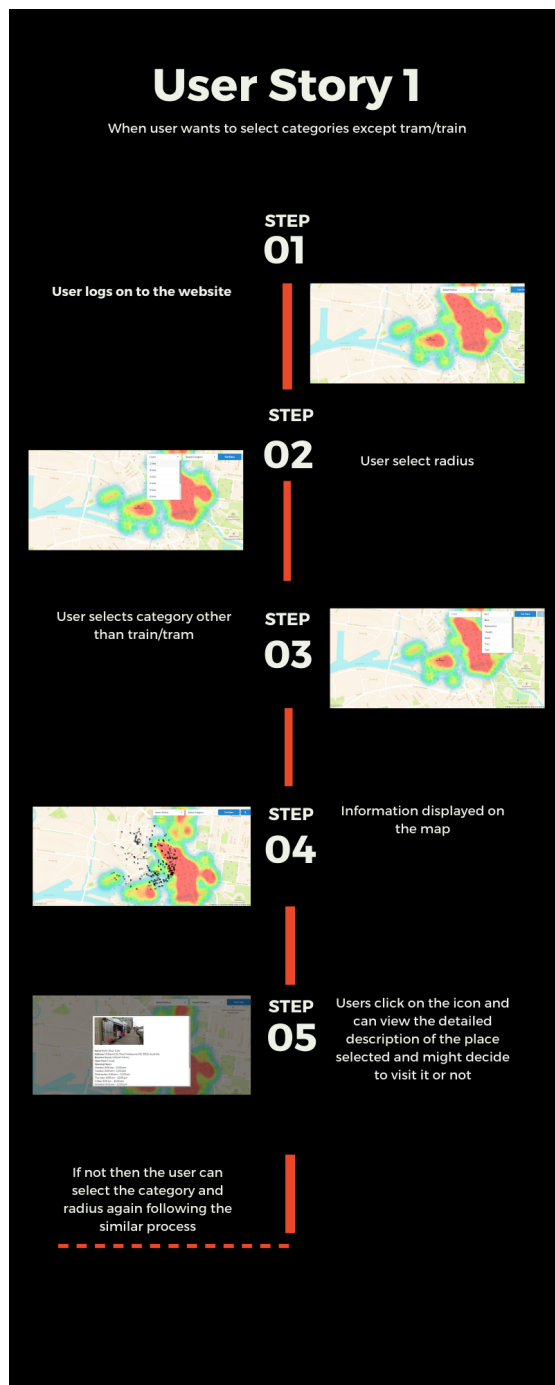 User Story 1
When user wants to select categories except tram/train
STEP
01
User logs on to the website
STEP
02
User select radius
User selects category other
than train/tram
STEP
03
STEP
04
Information displayed on
the map
STEP
05
Users click on the icon and
can view the detailed
description of the place
selected and might decide
to visit it or not
If not then the user can
select the category and
radius again following the
similar process